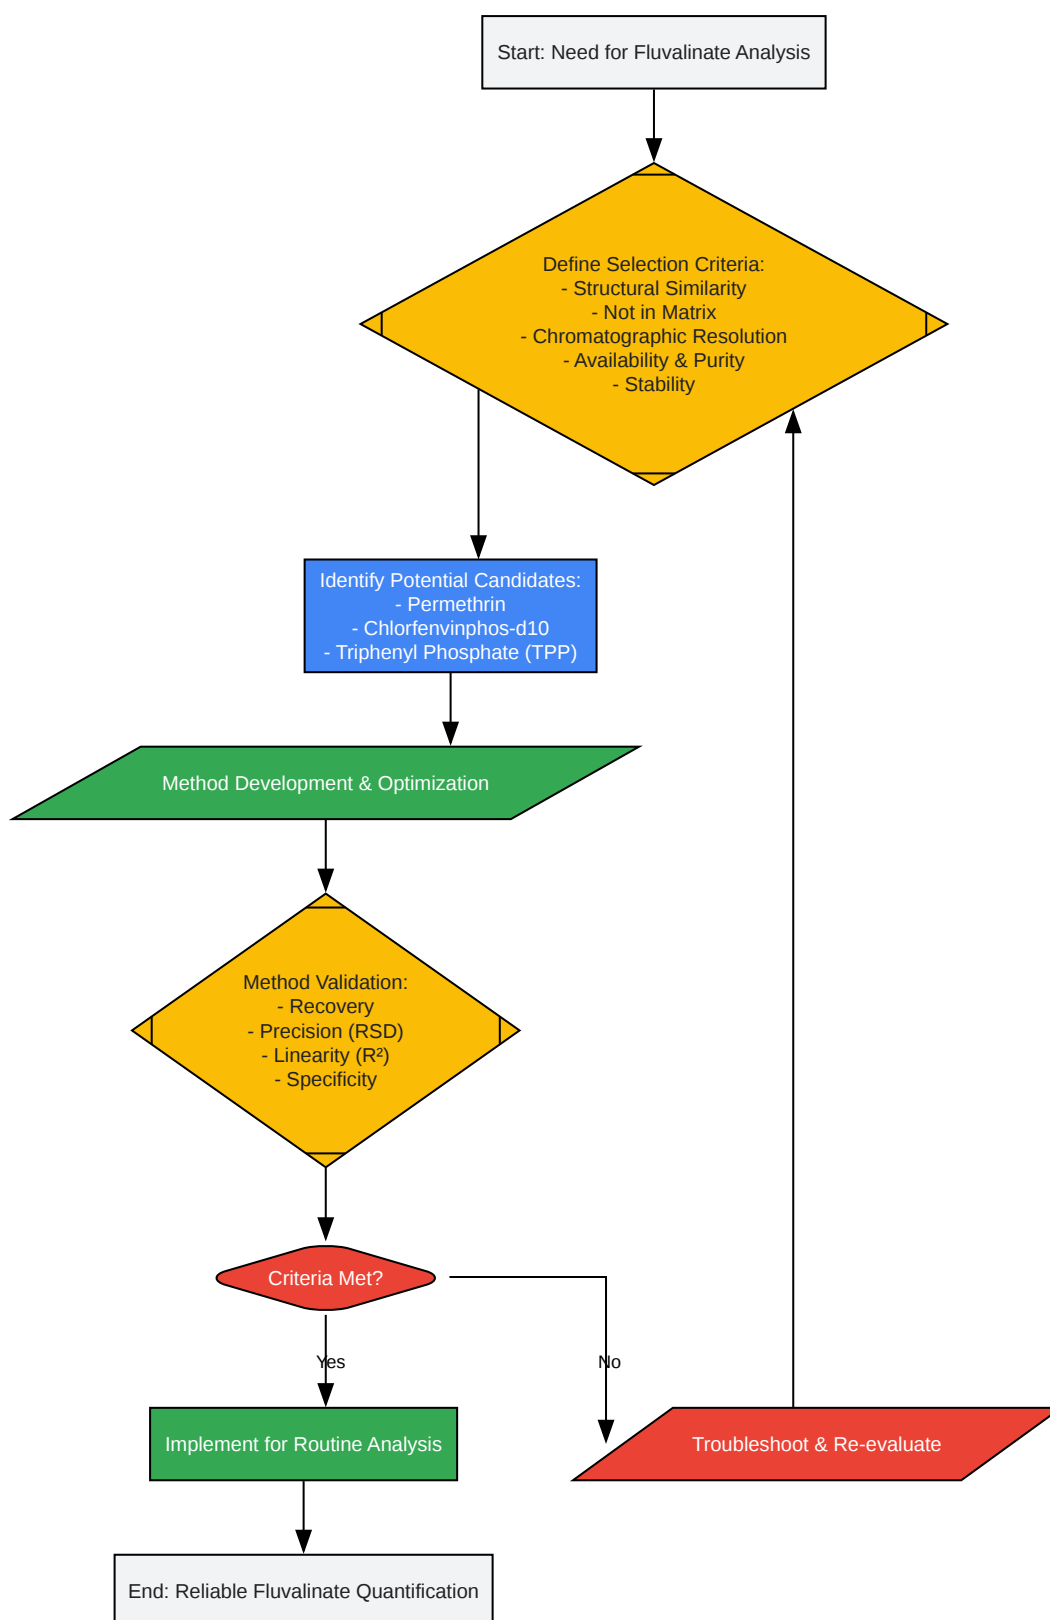 Start: Need for Fluvalinate Analysis
Define Selection Criteria:
- Structural Similarity
- Not in Matrix
- Chromatographic Resolution
- Availability & Purity
- Stability
Identify Potential Candidates:
- Permethrin
- Chlorfenvinphos-d10
- Triphenyl Phosphate (TPP)
Method Development & Optimization
Method Validation:
- Recovery
- Precision (RSD)
- Linearity (R²)
- Specificity
Criteria Met?
Yes
No
Implement for Routine Analysis
Troubleshoot & Re-evaluate
End: Reliable Fluvalinate Quantification